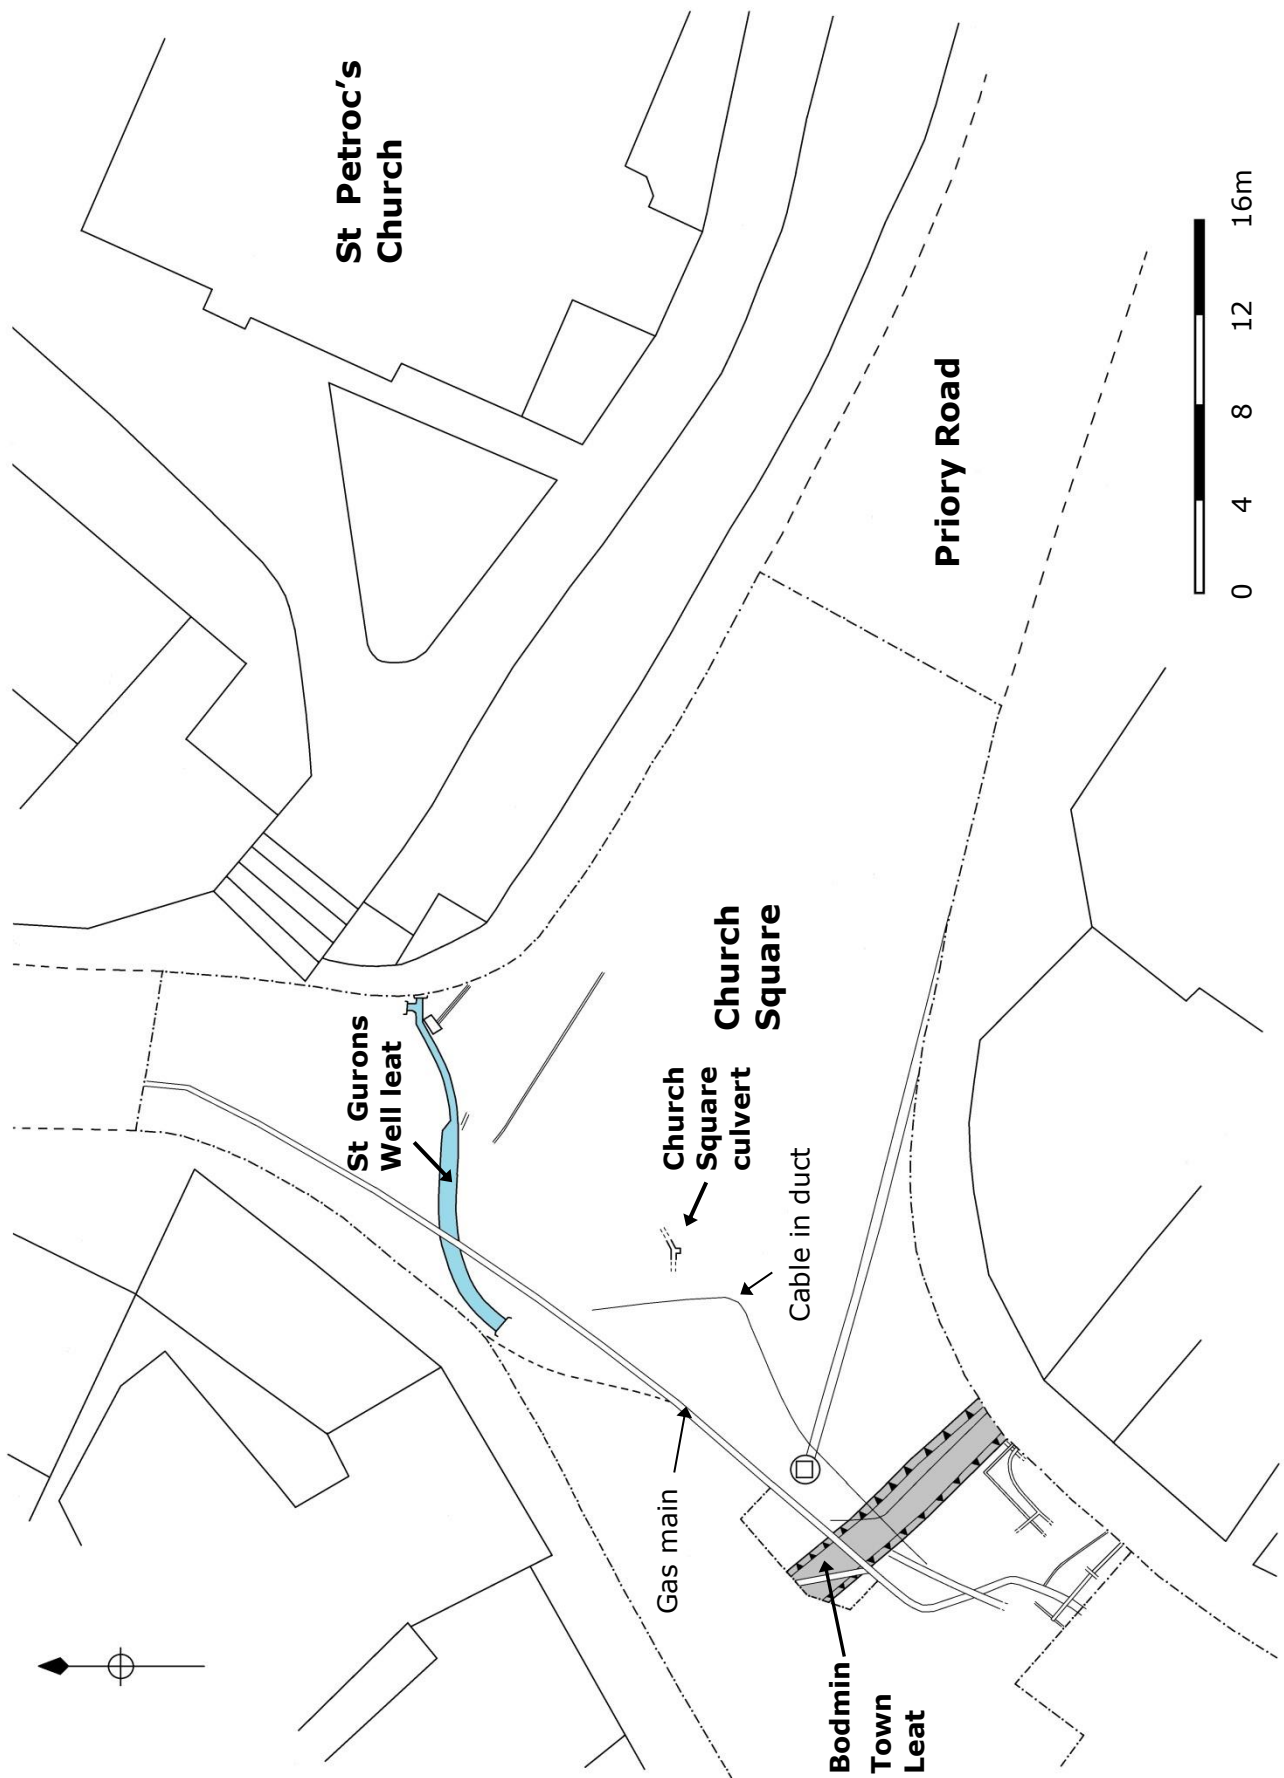 St Petroc's
Church
St Gurons
Well leat
Church
Square
culvert
Church
Square
Priory Road
Cable in duct
Gas main
Bodmin
Town
Leat
0 4 8 12 16m